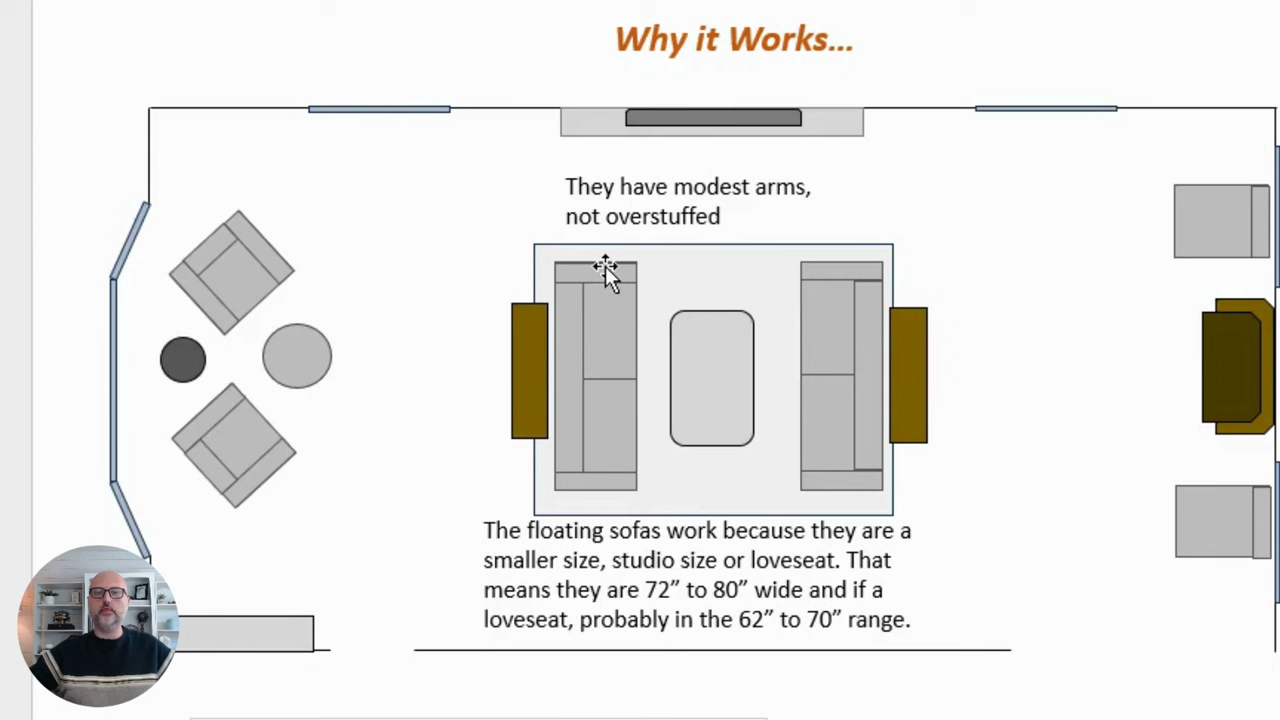 Why it Works...
They have modest arms,
not overstuffed
The floating sofas work because they are a
smaller size, studio size or loveseat. That
means they are 72” to 80” wide and if a
loveseat, probably in the 62” to 70” range.